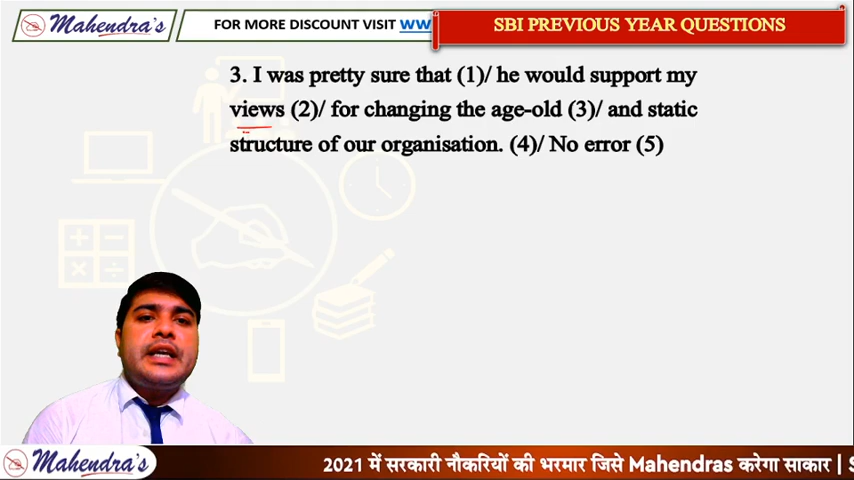 Mahendra's
FOR MORE DISCOUNT VISIT WW
SBI PREVIOUS YEAR QUESTIONS
3. I was pretty sure that (1)/ he would support my
views (2)/ for changing the age-old (3)/ and static
structure of our organisation. (4)/ No error (5)
Mahendra's
2021 में सरकारी नौकरियों की भरमार जिसे Mahendras करेगा साकार | S